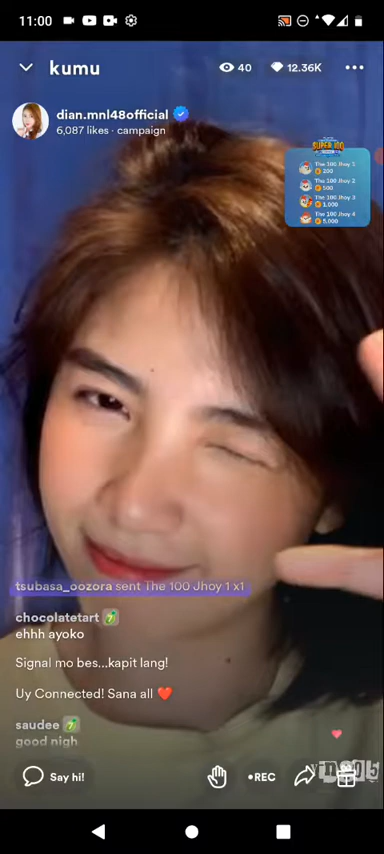 11:00
kumu
40
12.36K
dian.mnl48official
6,087 likes · campaign
SUPER 100
The 100 Jhoy 1
200
The 100 Jhoy 2
500
The 100 Jhoy 3
1,000
The 100 Jhoy 4
5,000
tsubasa_oozora sent The 100 Jhoy 1 x1
chocolatetart
ehhh ayoko
Signal mo bes...kapit lang!
Uy Connected! Sana all ❤️
saudee
good nigh
Say hi!
•REC